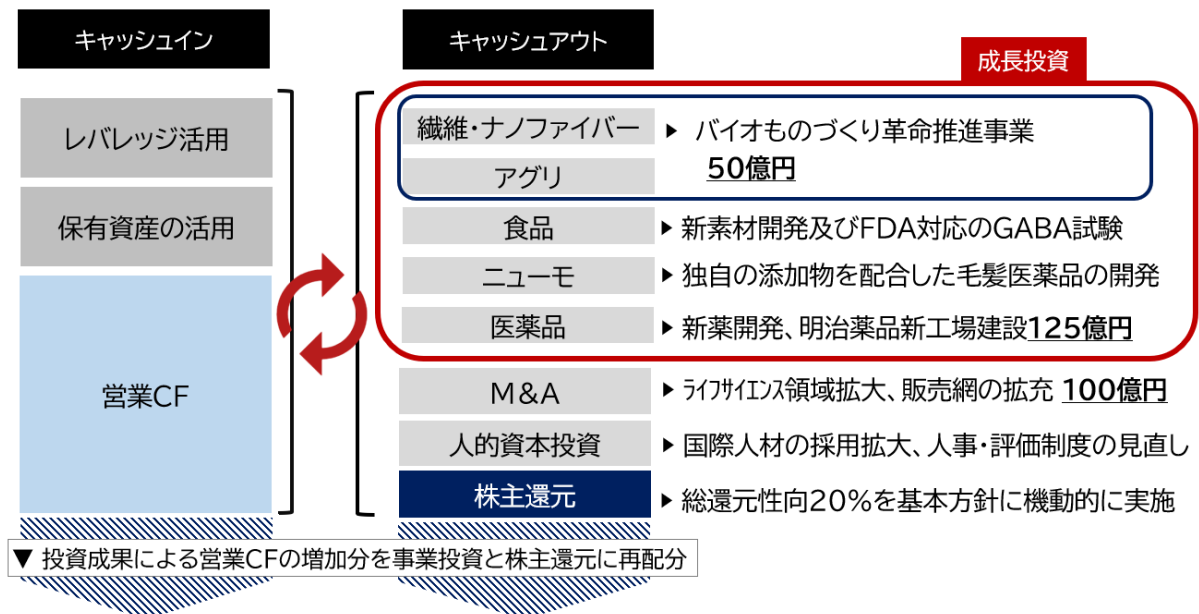 キャッシュイン
キャッシュアウト
成長投資
レバレッジ活用
保有資産の活用
営業CF
繊維・ナノファイバー
アグリ
▶ バイオものづくり革命推進事業
50億円
食品
▶ 新素材開発及びFDA対応のGABA試験
ニューモ
▶ 独自の添加物を配合した毛髪医薬品の開発
医薬品
▶ 新薬開発、明治薬品新工場建設125億円
M&A
▶ ﾗｲﾌｻｲｴﾝｽ領域拡大、販売網の拡充 100億円
人的資本投資
▶ 国際人材の採用拡大、人事・評価制度の見直し
株主還元
▶ 総還元性向20%を基本方針に機動的に実施
▼ 投資成果による営業CFの増加分を事業投資と株主還元に再配分